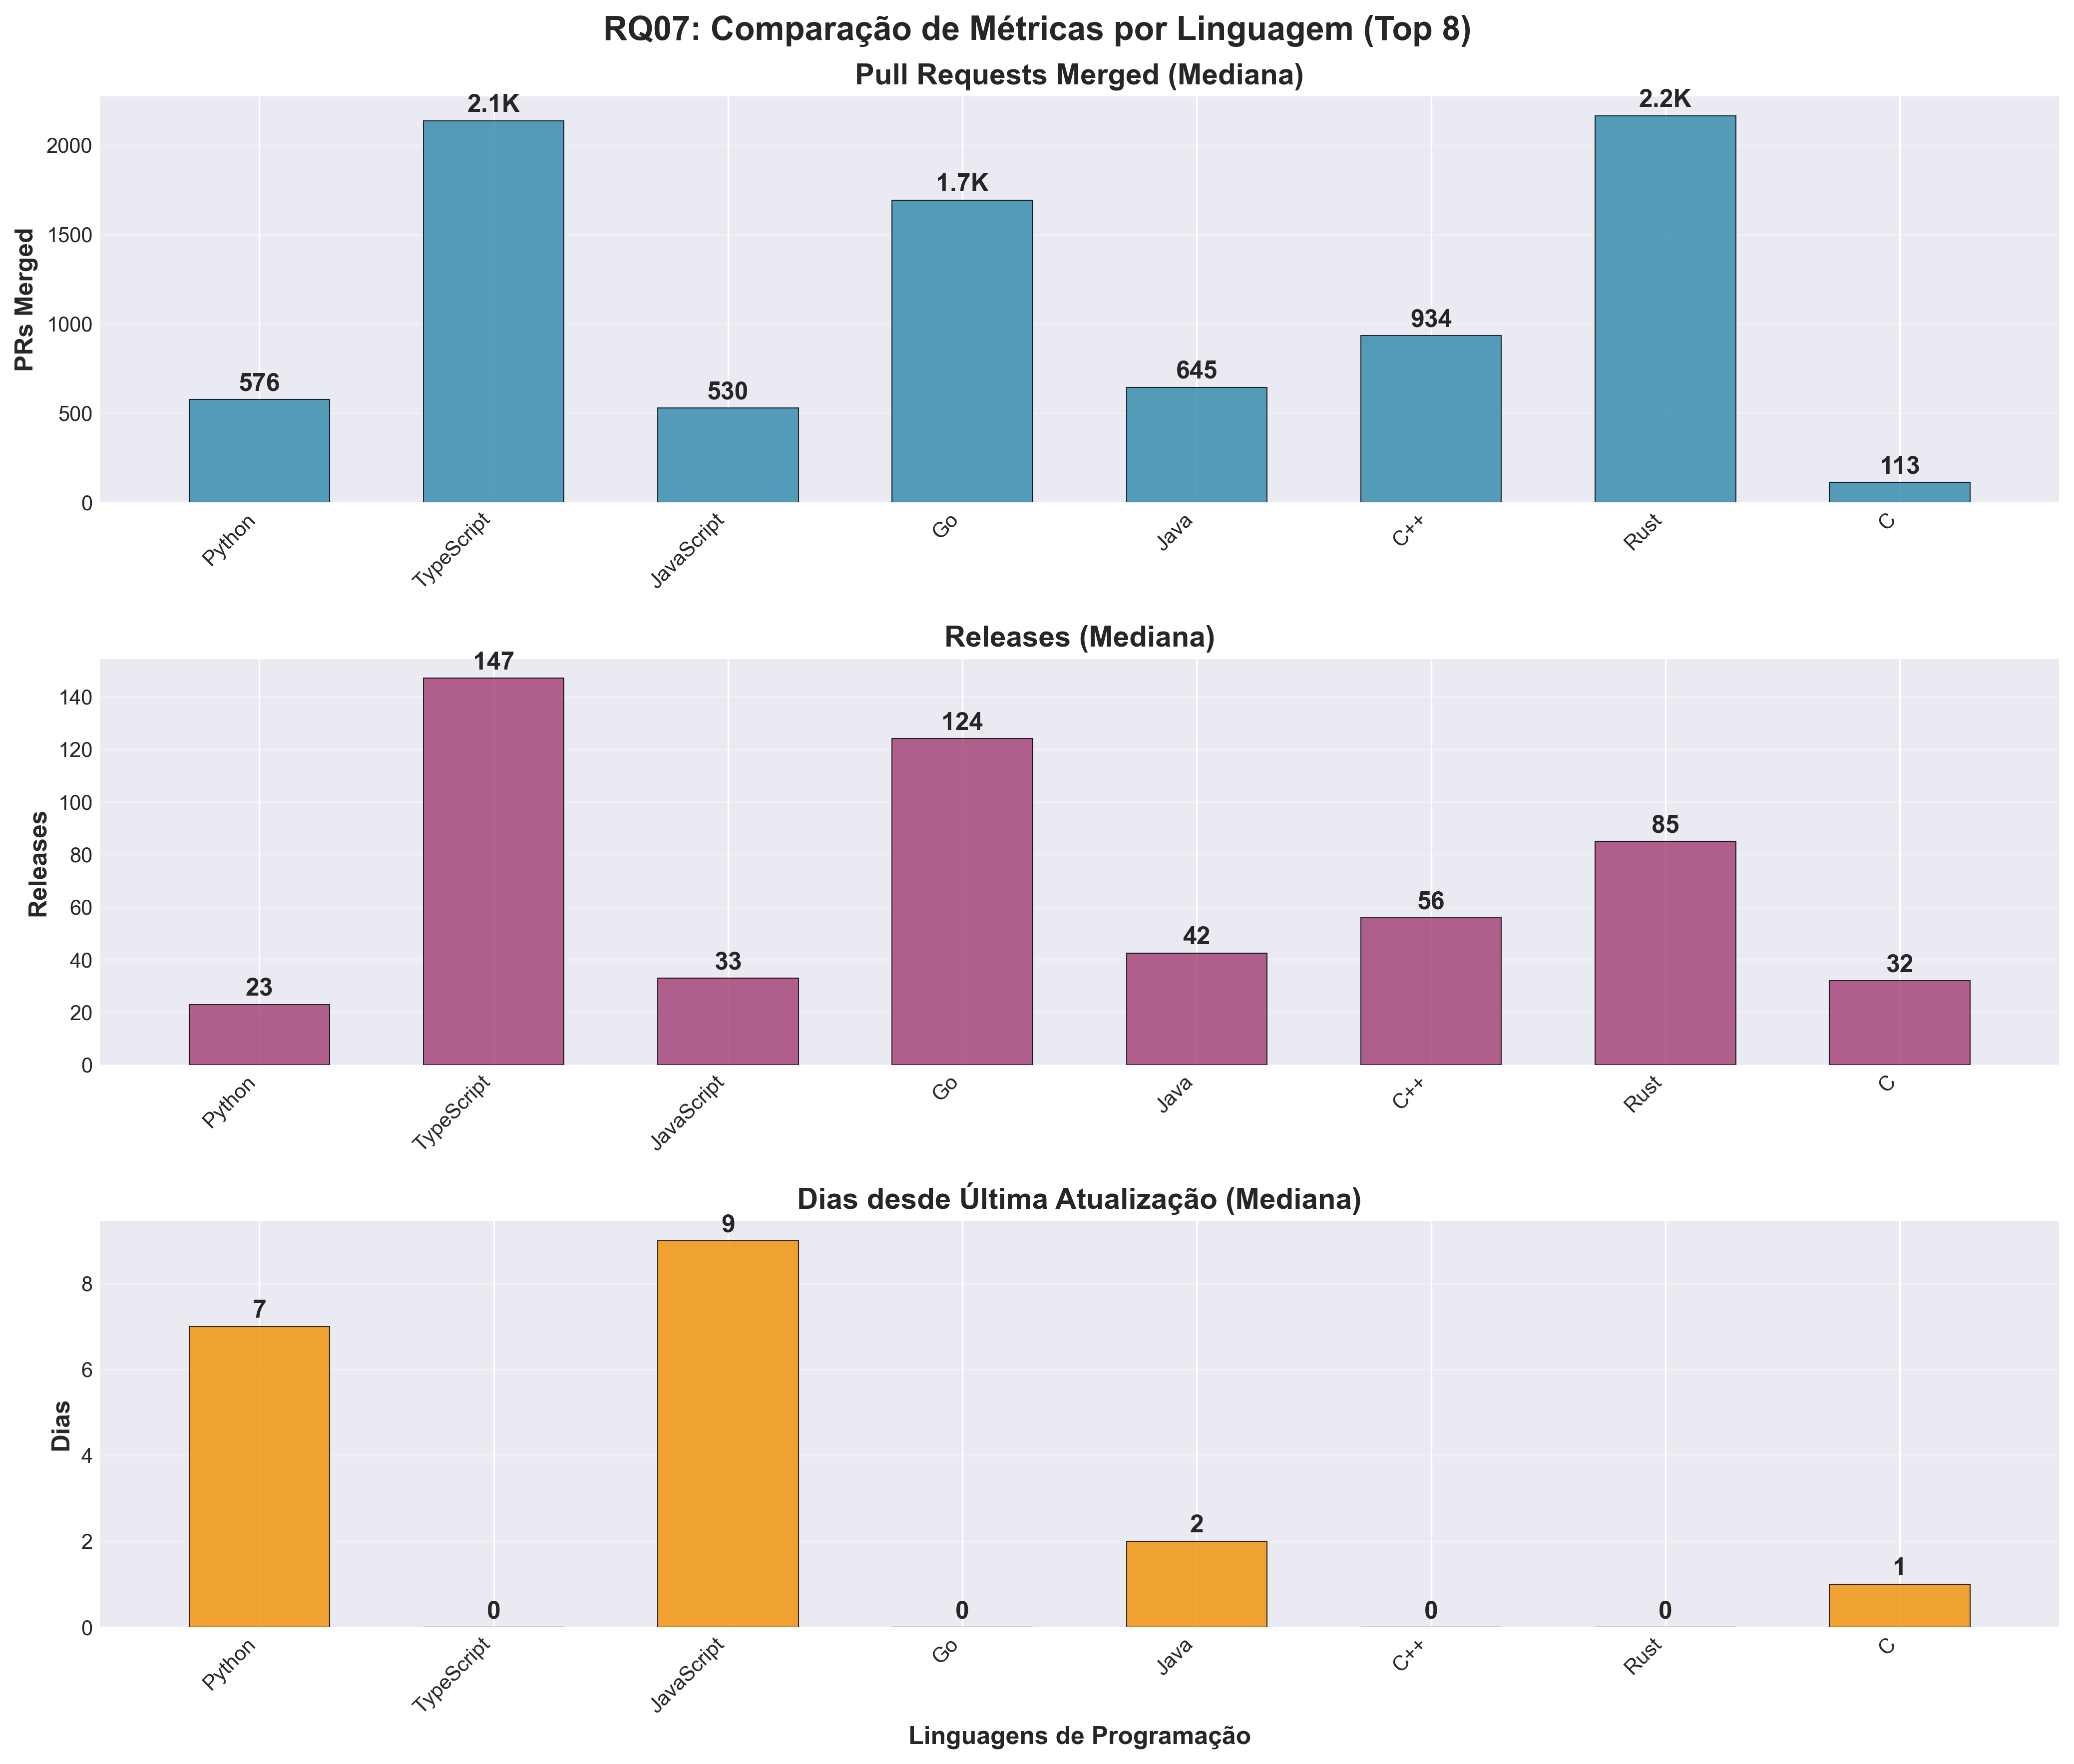 RQ07: Comparação de Métricas por Linguagem (Top 8)
Pull Requests Merged (Mediana)
PRs Merged
2000
1500
1000
500
0
576
2.1K
530
1.7K
645
934
2.2K
113
Python
TypeScript
JavaScript
Go
Java
C++
Rust
C
Releases (Mediana)
Releases
140
120
100
80
60
40
20
0
23
147
33
124
42
56
85
32
Python
TypeScript
JavaScript
Go
Java
C++
Rust
C
Dias desde Última Atualização (Mediana)
Dias
8
6
4
2
0
7
0
9
0
2
0
0
1
Python
TypeScript
JavaScript
Go
Java
C++
Rust
C
Linguagens de Programação